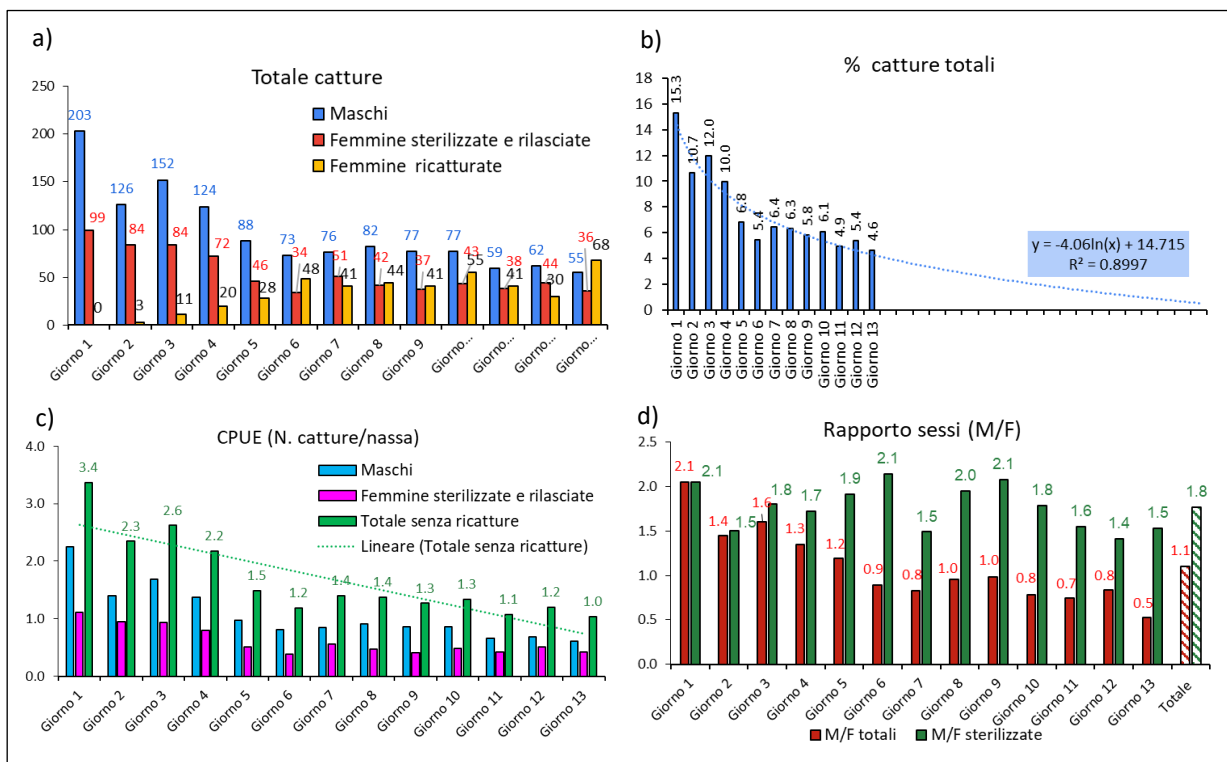 a)
Totale catture
Maschi
Femmine sterilizzate e rilasciate
Femmine ricatturate
250
200
150
100
50
0
203
99
0
126
84
3
152
84
11
124
72
20
88
46
28
73
34
48
76
51
41
82
42
44
77
37
41
77
43
55
59
38
41
62
44
30
55
36
68
Giorno 1
Giorno 2
Giorno 3
Giorno 4
Giorno 5
Giorno 6
Giorno 7
Giorno 8
Giorno 9
Giorno...
Giorno...
Giorno...
Giorno...
b)
% catture totali
18
16
14
12
10
8
6
4
2
0
15.3
10.7
12.0
10.0
6.8
5.4
6.4
6.3
5.8
6.1
4.9
5.4
4.6
y = -4.06ln(x) + 14.715
R² = 0.8997
Giorno 1
Giorno 2
Giorno 3
Giorno 4
Giorno 5
Giorno 6
Giorno 7
Giorno 8
Giorno 9
Giorno 10
Giorno 11
Giorno 12
Giorno 13
c)
CPUE (N. catture/nassa)
Maschi
Femmine sterilizzate e rilasciate
Totale senza ricatture
Lineare (Totale senza ricatture)
4.0
3.0
2.0
1.0
0.0
3.4
2.3
2.6
2.2
1.5
1.2
1.4
1.4
1.3
1.3
1.1
1.2
1.0
Giorno 1
Giorno 2
Giorno 3
Giorno 4
Giorno 5
Giorno 6
Giorno 7
Giorno 8
Giorno 9
Giorno 10
Giorno 11
Giorno 12
Giorno 13
d)
Rapporto sessi (M/F)
2.5
2.0
1.5
1.0
0.5
0.0
2.1
2.1
1.4
1.5
1.6
1.8
1.3
1.7
1.2
1.9
0.9
2.1
0.8
1.5
1.0
2.0
1.0
2.1
0.8
1.8
0.7
1.6
0.8
1.4
0.5
1.5
1.1
1.8
Giorno 1
Giorno 2
Giorno 3
Giorno 4
Giorno 5
Giorno 6
Giorno 7
Giorno 8
Giorno 9
Giorno 10
Giorno 11
Giorno 12
Giorno 13
Totale
M/F totali
M/F sterilizzate